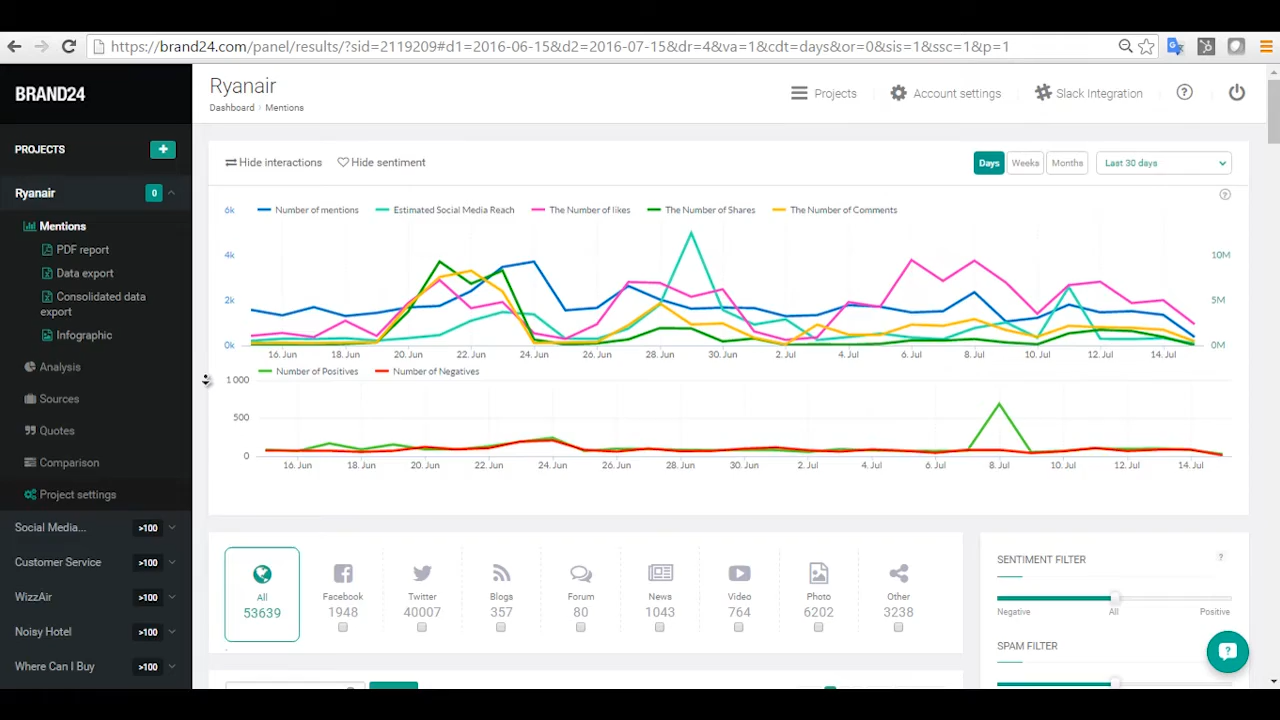 https://brand24.com/panel/results/?sid=2119209#d1=2016-06-15&d2=2016-07-15&dr=4&va=1&cdt=days&or=0&sis=1&ssc=1&p=1
BRAND24
PROJECTS
+
Ryanair 0
Mentions
PDF report
Data export
Consolidated data
export
Infographic
Analysis
Sources
Quotes
Comparison
Project settings
Social Media... >100
Customer Service >100
WizzAir >100
Noisy Hotel >100
Where Can I Buy >100
Ryanair
Dashboard Mentions
Projects Account settings Slack Integration ?
Hide interactions Hide sentiment
Days Weeks Months Last 30 days
?
Number of mentions Estimated Social Media Reach The Number of likes The Number of Shares The Number of Comments
6k
4k 10M
2k 5M
0k 0M
16. Jun 18. Jun 20. Jun 22. Jun 24. Jun 26. Jun 28. Jun 30. Jun 2. Jul 4. Jul 6. Jul 8. Jul 10. Jul 12. Jul 14. Jul
Number of Positives Number of Negatives
1 000
500
0
16. Jun 18. Jun 20. Jun 22. Jun 24. Jun 26. Jun 28. Jun 30. Jun 2. Jul 4. Jul 6. Jul 8. Jul 10. Jul 12. Jul 14. Jul
All Facebook Twitter Blogs Forum News Video Photo Other
53639 1948 40007 357 80 1043 764 6202 3238
SENTIMENT FILTER ?
Negative All Positive
SPAM FILTER